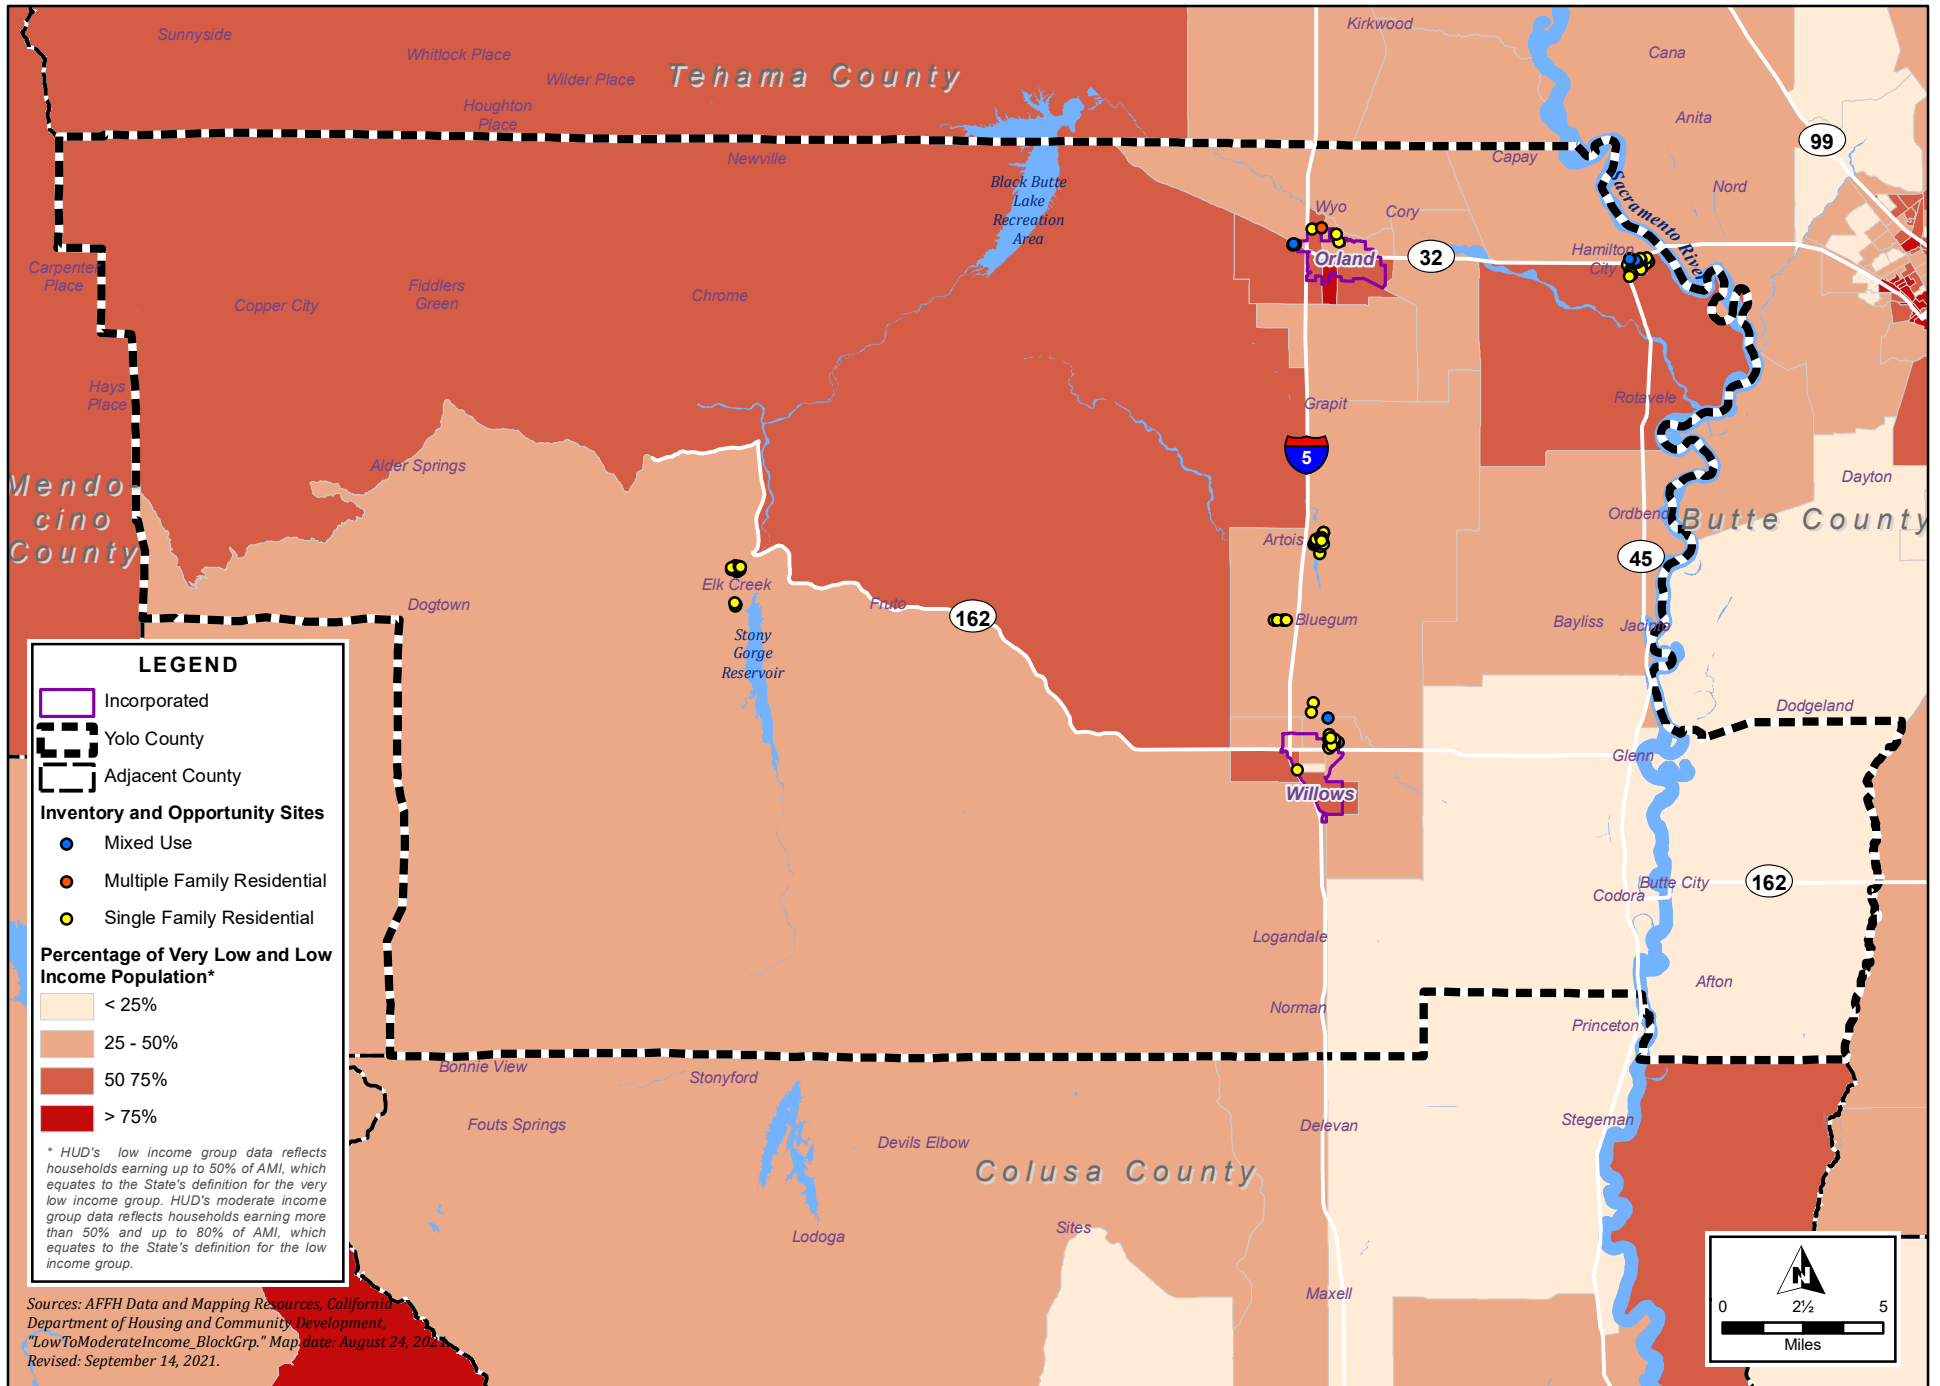 Sunnyside
Whitlock Place
Wilder Place
Houghton
Place
Tehama County
Kirkwood
Cana
Anita
99
Newville
Capay
Nord
Black Butte
Lake
Recreation
Area
Wyo
Cory
Sacramento River
Orland
32
Hamilton
City
Carpenter
Place
Copper City
Fiddlers
Green
Chrome
Hays
Place
Grapit
Rotavele
5
Alder Springs
Mendo
cino
County
Dayton
Ordbend
Butte County
Artois
45
Elk Creek
Dogtown
Fruto
162
Bluegum
Bayliss
Jacinto
Stony
Gorge
Reservoir
Dodgeland
Glenn
Willows
Butte City
Codora
162
Logandale
Afton
Norman
Princeton
Bonnie View
Stonyford
Fouts Springs
Devils Elbow
Delevan
Stegeman
Colusa County
Sites
Lodoga
Maxell
LEGEND
Incorporated
Yolo County
Adjacent County
Inventory and Opportunity Sites
Mixed Use
Multiple Family Residential
Single Family Residential
Percentage of Very Low and Low
Income Population*
< 25%
25 - 50%
50 75%
> 75%
* HUD's low income group data reflects
households earning up to 50% of AMI, which
equates to the State's definition for the very
low income group. HUD's moderate income
group data reflects households earning more
than 50% and up to 80% of AMI, which
equates to the State's definition for the low
income group.
Sources: AFFH Data and Mapping Resources, California
Department of Housing and Community Development,
"LowToModerateIncome_BlockGrp." Map date: August 24, 2021.
Revised: September 14, 2021.
N
0 2½ 5
Miles